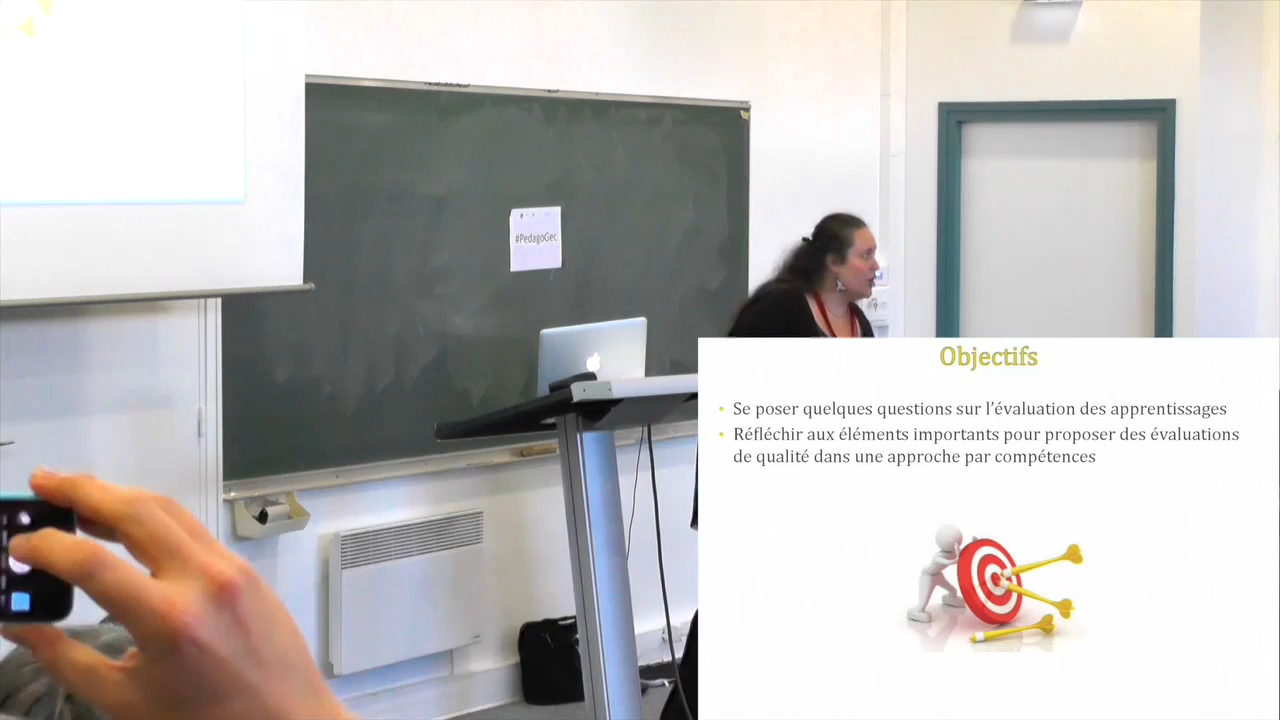 #PedagoGec
Objectifs
• Se poser quelques questions sur l'évaluation des apprentissages
• Réfléchir aux éléments importants pour proposer des évaluations
de qualité dans une approche par compétences